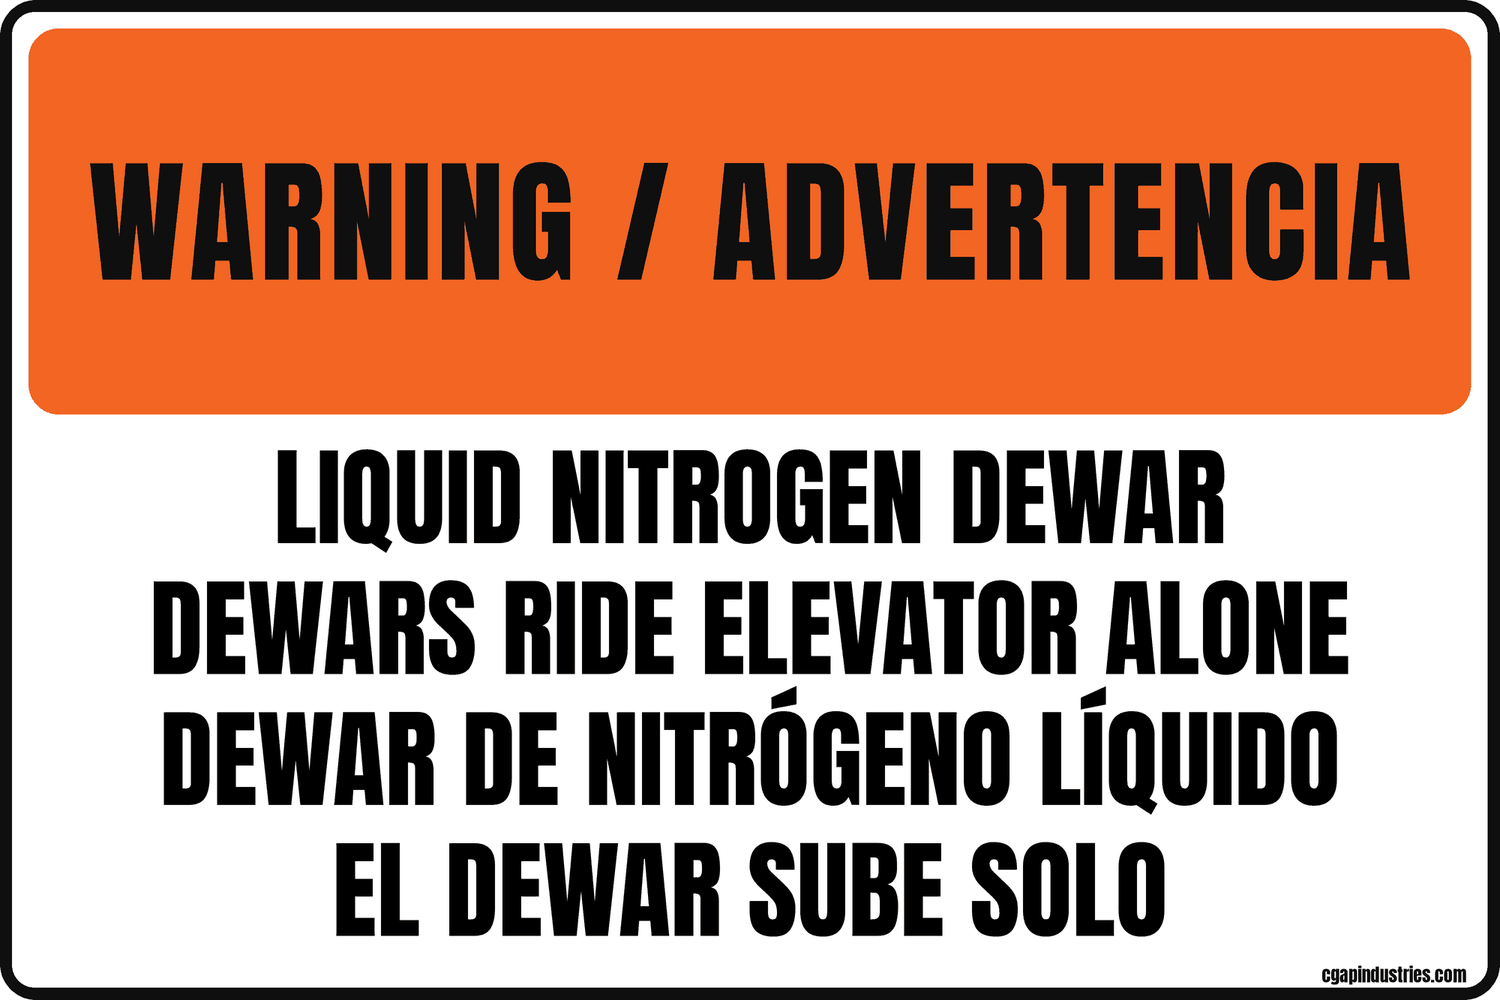 WARNING / ADVERTENCIA
LIQUID NITROGEN DEWAR
DEWARS RIDE ELEVATOR ALONE
DEWAR DE NITRÓGENO LÍQUIDO
EL DEWAR SUBE SOLO
cgapindustries.com